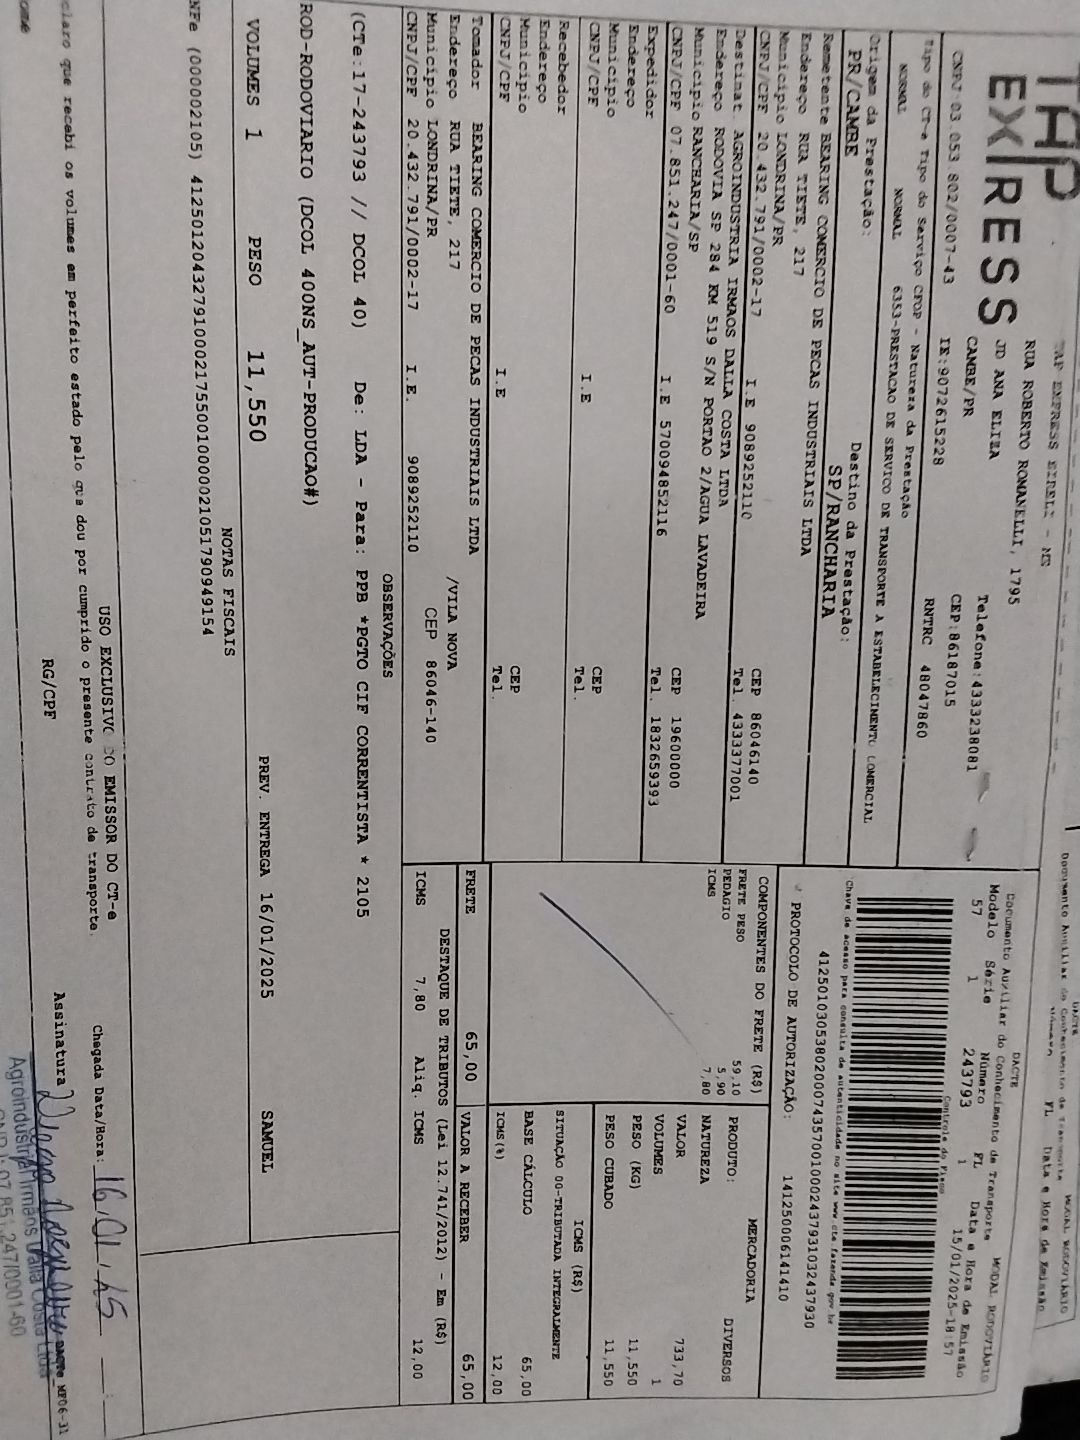 TAP
EX/RESS
TAP EXPRESS EIRELI - ME
RUA ROBERTO ROMANELLI, 1795
JD ANA ELIZA
CAMBE/PR
Telefone:4333238081
CEP:86187015
CNPJ:03.053.802/0007-43 IE:9072615228 RNTRC 48047860
Tipo do CT-e Tipo do Serviço CFOP - Natureza da Prestação
NORMAL NORMAL 6353-PRESTACAO DE SERVICO DE TRANSPORTE A ESTABELECIMENTO COMERCIAL
Origem da Prestação: Destino da Prestação:
PR/CAMBE SP/RANCHARIA
Remetente BEARING COMERCIO DE PECAS INDUSTRIAIS LTDA
Endereço RUA TIETE, 217
Município LONDRINA/PR CEP 86046140
CNPJ/CPF 20.432.791/0002-17 I.E 9089252110 Tel. 4333377001
Destinat. AGROINDUSTRIA IRMAOS DALLA COSTA LTDA
Endereço RODOVIA SP 284 KM 519 S/N PORTAO 2/AGUA LAVADEIRA
Município RANCHARIA/SP CEP 19600000
CNPJ/CPF 07.851.247/0001-60 I.E 570094852116 Tel. 1832659393
Expedidor
Endereço
Município CEP
CNPJ/CPF I.E Tel.
Recebedor
Endereço
Município CEP
CNPJ/CPF I.E Tel.
Tomador BEARING COMERCIO DE PECAS INDUSTRIAIS LTDA
Endereço RUA TIETE, 217 /VILA NOVA
Município LONDRINA/PR CEP 86046-140
CNPJ/CPF 20.432.791/0002-17 I.E. 9089252110
DACTE MODAL RODOVIÁRIO
Documento Auxiliar do Conhecimento de Transporte
Modelo Série Número FL Data e Hora de Emissão
57 1 243793 1 15/01/2025-18:57
Controle do Fisco
Chave de acesso para consulta de autenticidade no site www.cte.fazenda.gov.br
41250103053802000743570010002437931032437930
PROTOCOLO DE AUTORIZAÇÃO: 141250006141410
COMPONENTES DO FRETE (R$)
FRETE PESO 59,10
PEDAGIO 5,90
ICMS 7,80
MERCADORIA
PRODUTO: DIVERSOS
NATUREZA
VALOR 733,70
VOLUMES 1
PESO (KG) 11,550
PESO CUBADO 11,550
ICMS (R$)
SITUAÇÃO 00-TRIBUTADA INTEGRALMENTE
BASE CÁLCULO 65,00
ICMS(%) 12,00
FRETE 65,00 VALOR A RECEBER 65,00
DESTAQUE DE TRIBUTOS (Lei 12.741/2012) - Em (R$)
ICMS 7,80 Aliq. ICMS 12,00
OBSERVAÇÕES
(CTe:17-243793 // DCOL 40) De: LDA - Para: PPB *PGTO CIF CORRENTISTA * 2105
ROD-RODOVIARIO (DCOL 400NS_AUT-PRODUCAO#)
VOLUMES 1 PESO 11,550 PREV. ENTREGA 16/01/2025 SAMUEL
NOTAS FISCAIS
NFe (000002105) 41250120432791000217550010000021051790949154
USO EXCLUSIVO DO EMISSOR DO CT-e
claro que recebi os volumes em perfeito estado pelo que dou por cumprido o presente contrato de transporte.
Chegada Data/Hora: 16/01/25
ome RG/CPF Assinatura
DACTe MP06-31
Agroindústria Irmãos Dalla Costa Ltda
CNPJ: 07.851.247/0001-60